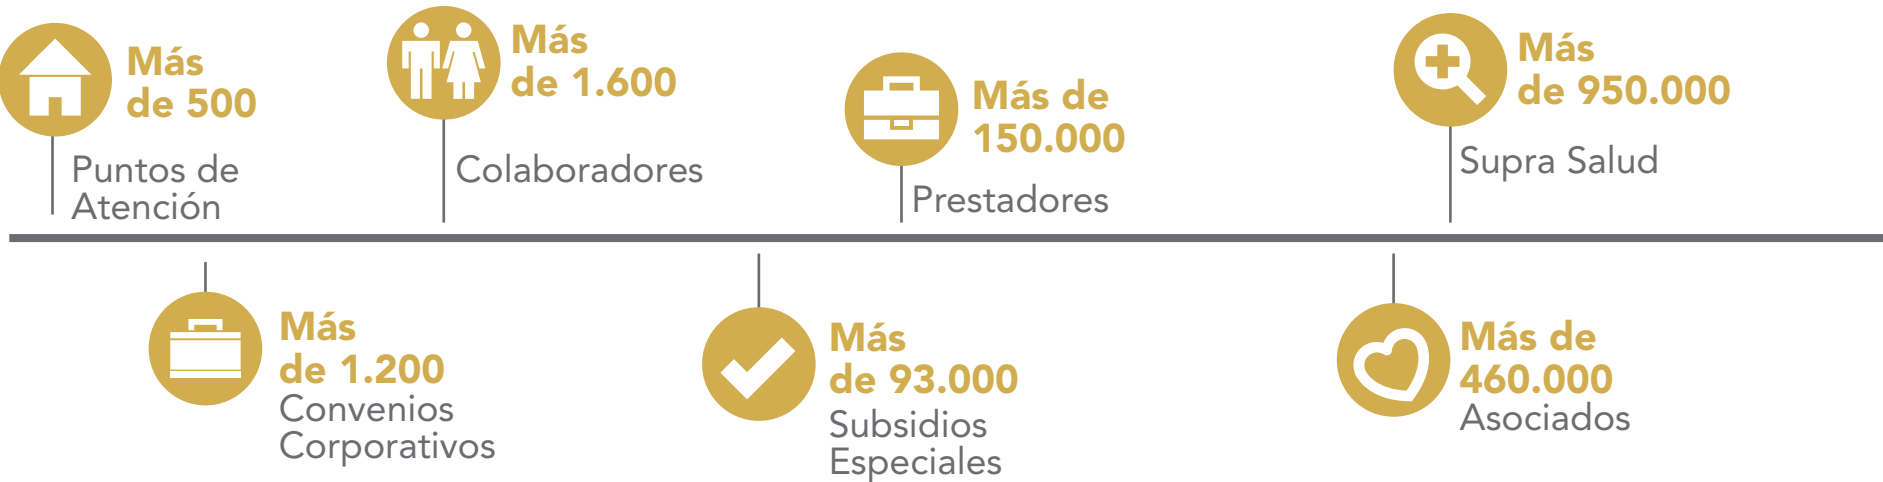 Más
de 500
Puntos de
Atención
Más
de 1.600
Colaboradores
Más de
150.000
Prestadores
Más
de 950.000
Supra Salud
Más
de 1.200
Convenios
Corporativos
Más
de 93.000
Subsidios
Especiales
Más de
460.000
Asociados